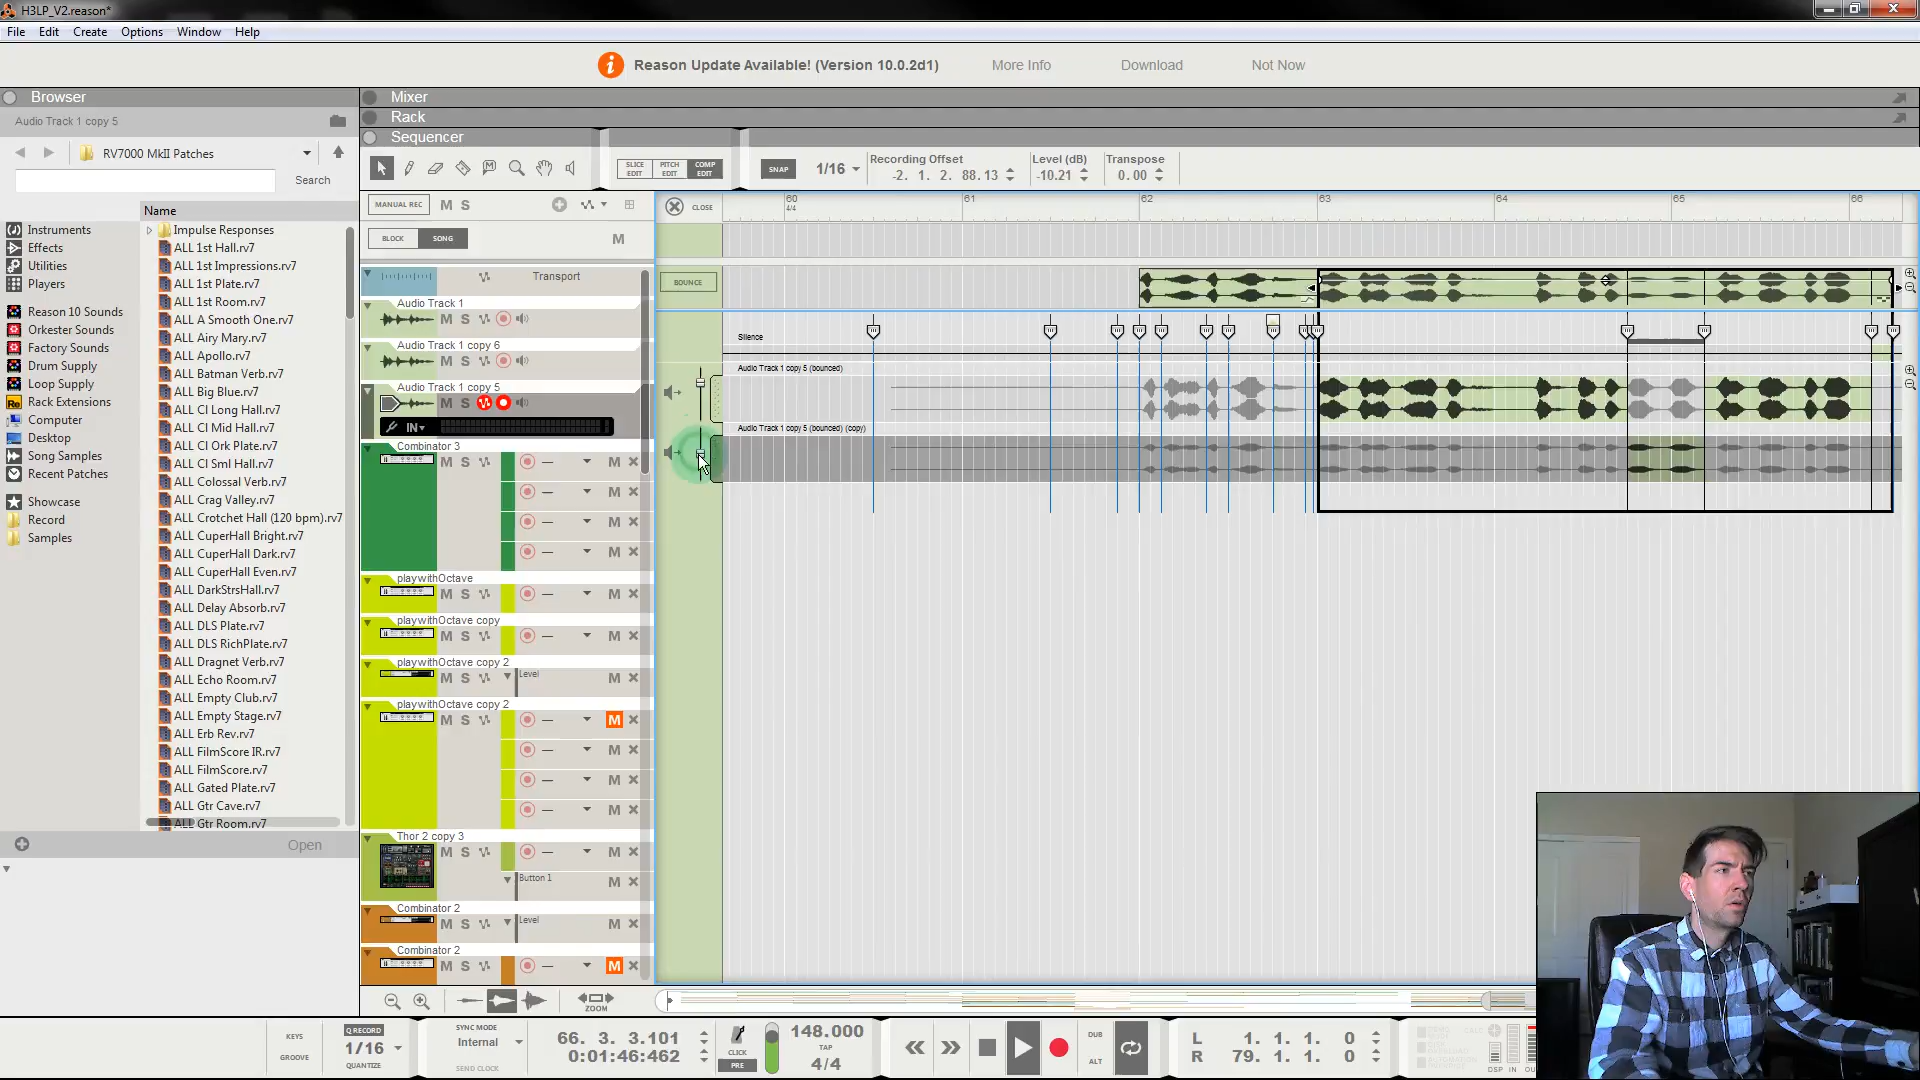 H3LP_V2.reason*
File Edit Create Options Window Help
Reason Update Available! (Version 10.0.2d1) More Info Download Not Now
Browser
Audio Track 1 copy 5
RV7000 MkII Patches
Search
Instruments
Effects
Utilities
Players
Reason 10 Sounds
Orkester Sounds
Factory Sounds
Drum Supply
Loop Supply
Rack Extensions
Computer
Desktop
Song Samples
Recent Patches
Showcase
Record
Samples
Name
Impulse Responses
ALL 1st Hall.rv7
ALL 1st Impressions.rv7
ALL 1st Plate.rv7
ALL 1st Room.rv7
ALL A Smooth One.rv7
ALL Airy Mary.rv7
ALL Apollo.rv7
ALL Batman Verb.rv7
ALL Big Blue.rv7
ALL CI Long Hall.rv7
ALL CI Mid Hall.rv7
ALL CI Ork Plate.rv7
ALL CI Sml Hall.rv7
ALL Colossal Verb.rv7
ALL Crag Valley.rv7
ALL Crotchet Hall (120 bpm).rv7
ALL CuperHall Bright.rv7
ALL CuperHall Dark.rv7
ALL CuperHall Even.rv7
ALL DarkStrsHall.rv7
ALL Delay Absorb.rv7
ALL DLS Plate.rv7
ALL DLS RichPlate.rv7
ALL Dragnet Verb.rv7
ALL Echo Room.rv7
ALL Empty Club.rv7
ALL Empty Stage.rv7
ALL Erb Rev.rv7
ALL FilmScore IR.rv7
ALL FilmScore.rv7
ALL Gated Plate.rv7
ALL Gtr Cave.rv7
ALL Gtr Room.rv7
Open
Mixer
Rack
Sequencer
SLICE EDIT PITCH EDIT COMP EDIT
SNAP 1/16
Recording Offset
-2. 1. 2. 88.13
Level (dB)
-10.21
Transpose
0.00
MANUAL REC M S
BLOCK SONG M
Transport
Audio Track 1
M S
Audio Track 1 copy 6
M S
Audio Track 1 copy 5
M S
IN
Combinator 3
M S M
M
M
M
playwithOctave
M S M
playwithOctave copy
M S M
playwithOctave copy 2
M S Level M
playwithOctave copy 2
M S M
M
M
M
Thor 2 copy 3
M S M
Button 1 M
Combinator 2
M S Level M
Combinator 2
M S M
CLOSE
60 61 62 63 64 65 66
4/4
BOUNCE
Silence
Audio Track 1 copy 5 (bounced)
Audio Track 1 copy 5 (bounced) (copy)
ZOOM
KEYS
GROOVE
Q RECORD
1/16
QUANTIZE
SYNC MODE
Internal
SEND CLOCK
66. 3. 3.101
0:01:46:462
CLICK
PRE
148.000
TAP
4/4
DUB
ALT
L 1. 1. 1. 0
R 79. 1. 1. 0
DSP IN